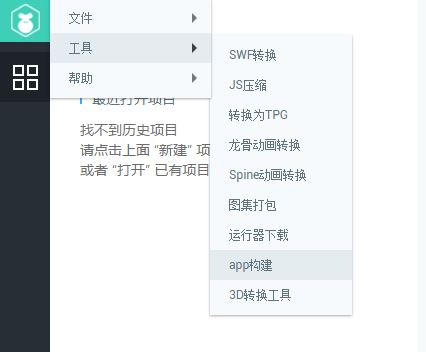 文件
工具
帮助
最近打开项目
找不到历史项目
请点击上面 “新建” 项
或者 “打开” 已有项目
SWF转换
JS压缩
转换为TPG
龙骨动画转换
Spine动画转换
图集打包
运行器下载
app构建
3D转换工具